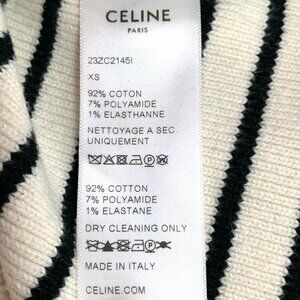 CELINE
PARIS
23ZC2145I
XS
92% COTON
7% POLYAMIDE
1% ELASTHANNE
NETTOYAGE A SEC
UNIQUEMENT
92% COTTON
7% POLYAMIDE
1% ELASTANE
DRY CLEANING ONLY
MADE IN ITALY
CELINE.COM